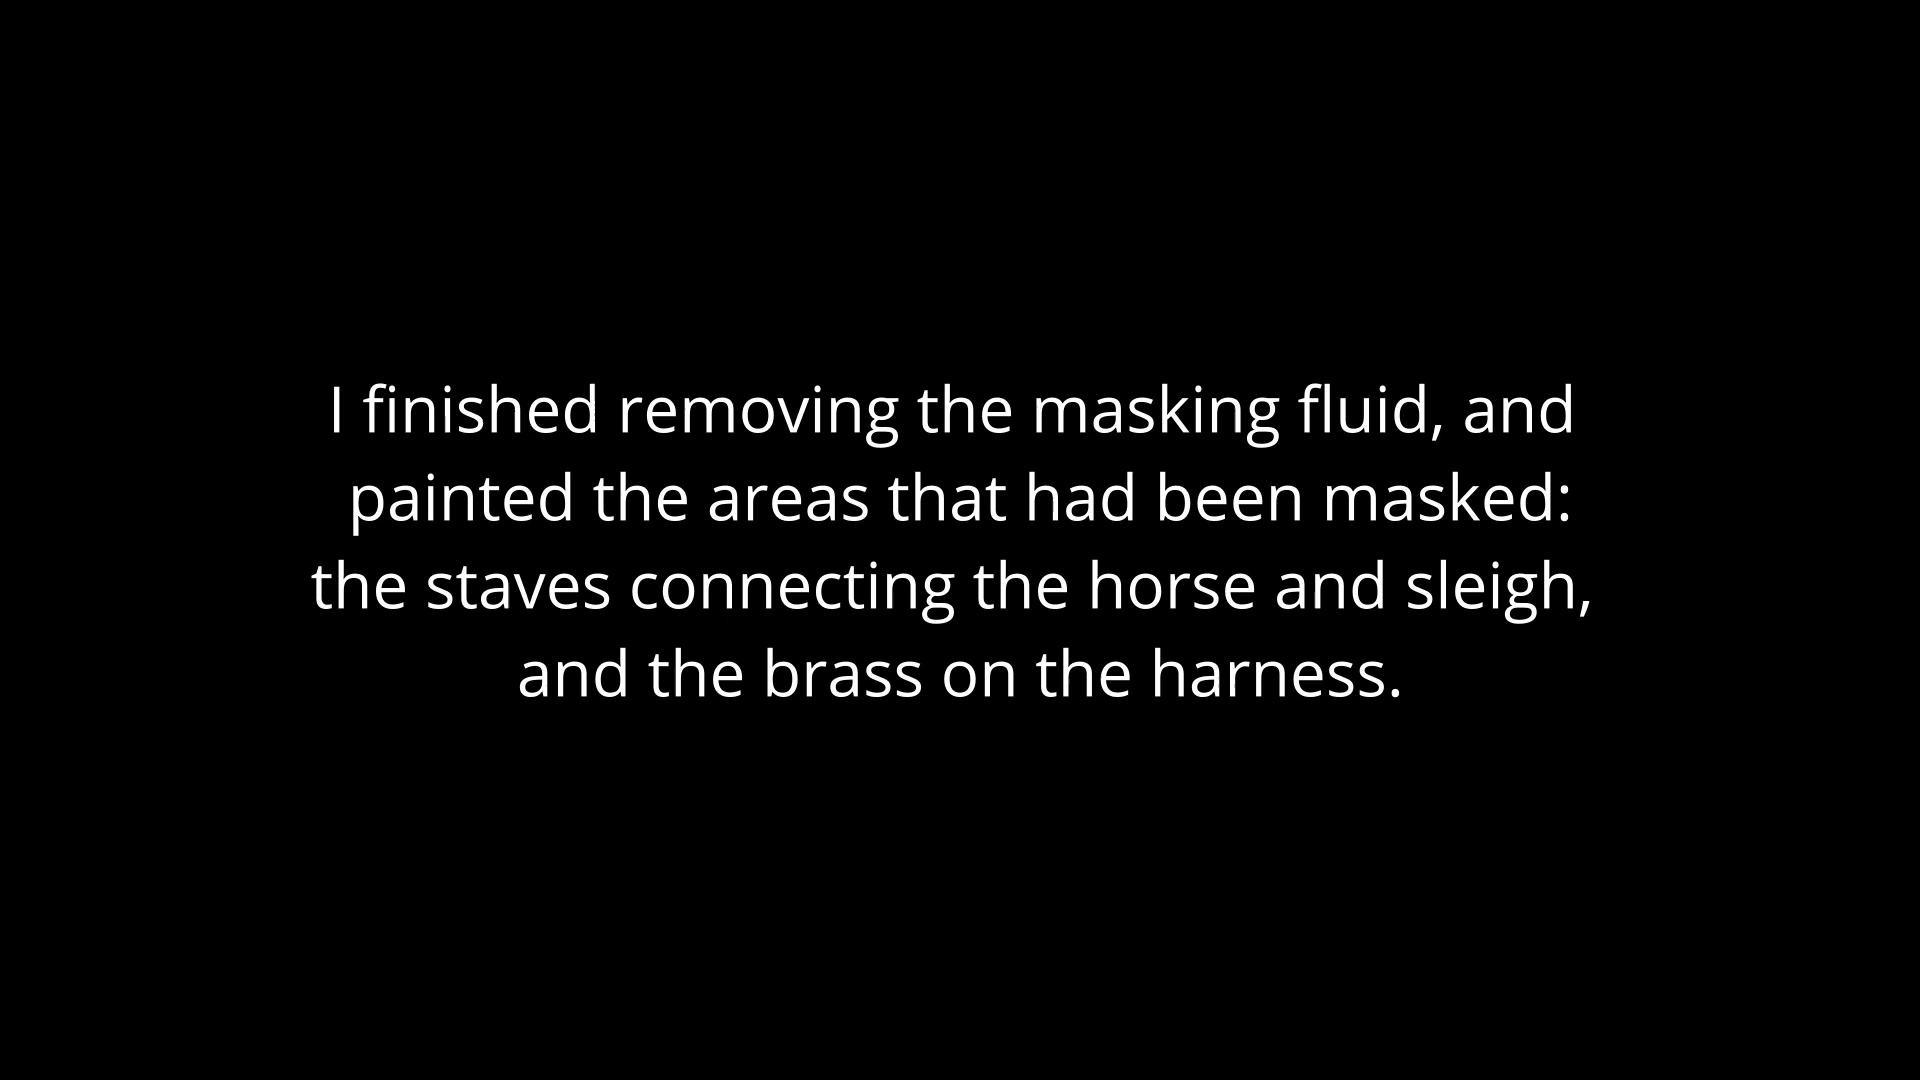 I finished removing the masking fluid, and
painted the areas that had been masked:
the staves connecting the horse and sleigh,
and the brass on the harness.